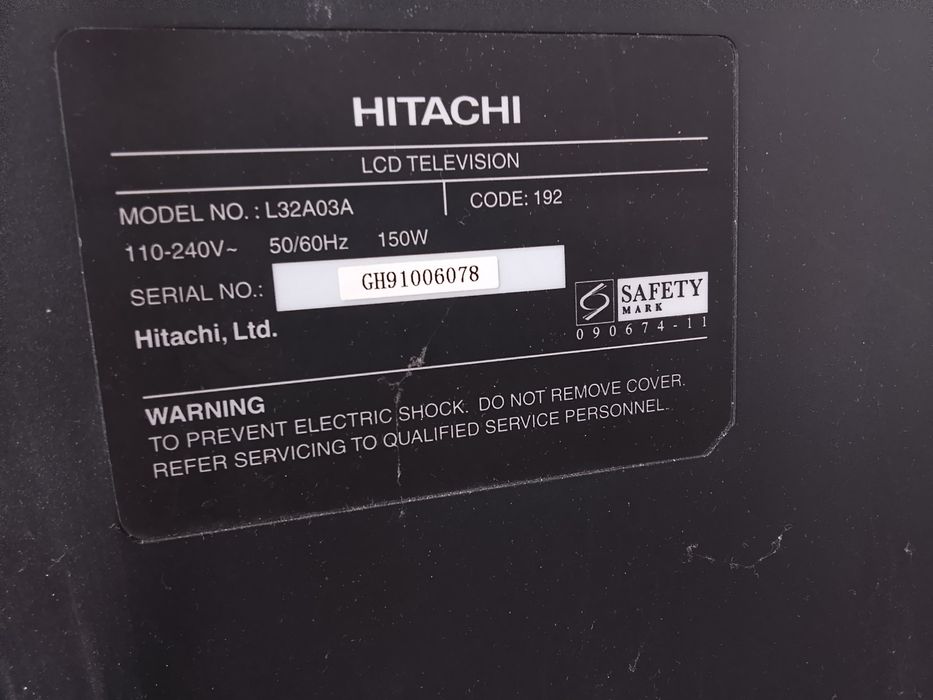 HITACHI
LCD TELEVISION
MODEL NO. : L32A03A CODE: 192
110-240V~ 50/60Hz 150W
SERIAL NO.: GH91006078
Hitachi, Ltd.
SAFETY
MARK
090674-11
WARNING
TO PREVENT ELECTRIC SHOCK. DO NOT REMOVE COVER.
REFER SERVICING TO QUALIFIED SERVICE PERSONNEL.